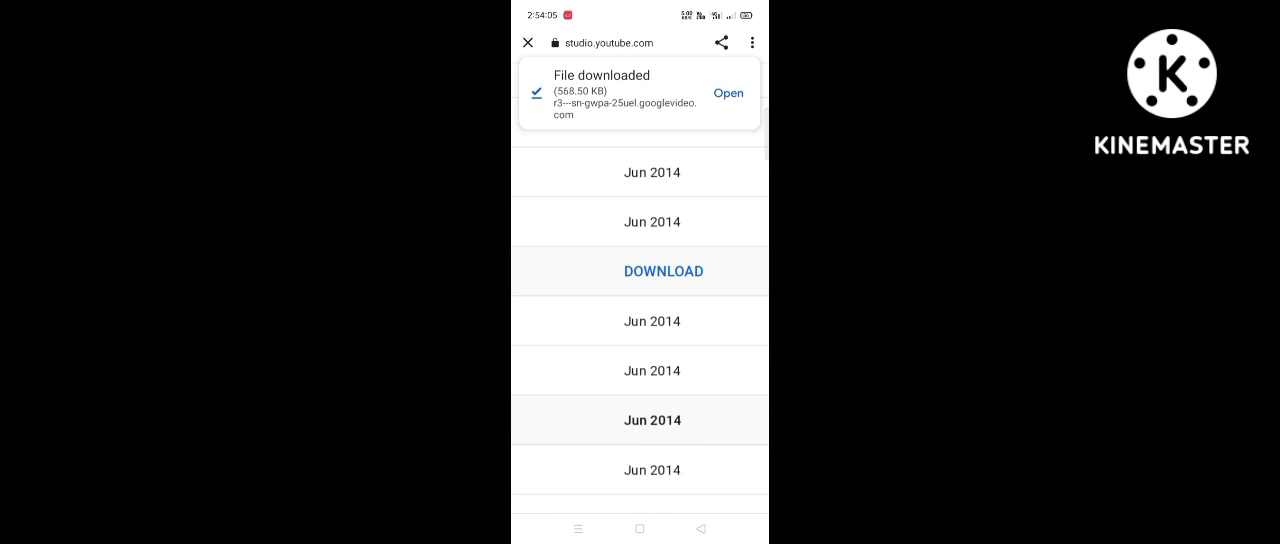 2:54:05
studio.youtube.com
File downloaded
(568.50 KB)
r3---sn-gwpa-25uel.googlevideo.
com
Open
Jun 2014
Jun 2014
DOWNLOAD
Jun 2014
Jun 2014
Jun 2014
Jun 2014
K
KINEMASTER